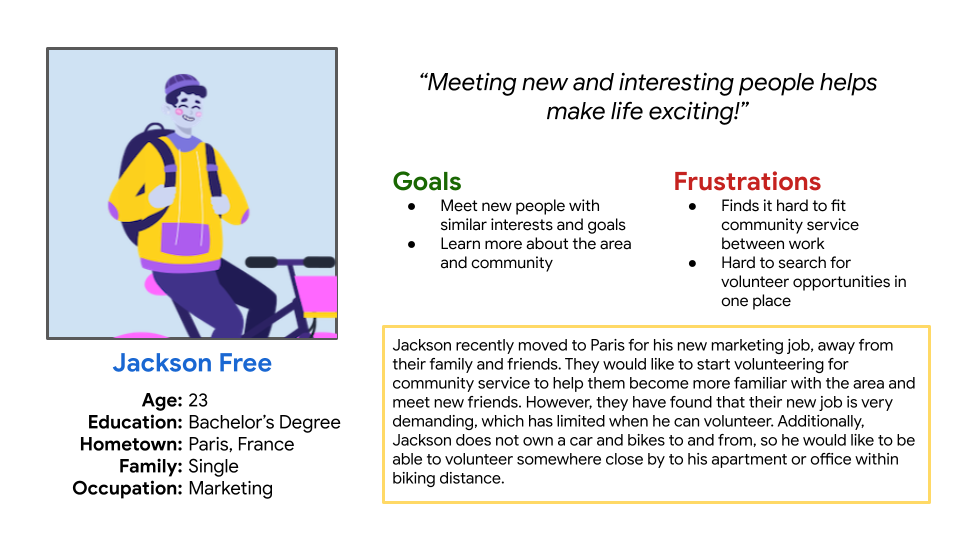 “Meeting new and interesting people helps
make life exciting!”
Goals
● Meet new people with
similar interests and goals
● Learn more about the area
and community
Frustrations
● Finds it hard to fit
community service
between work
● Hard to search for
volunteer opportunities in
one place
Jackson Free
Age: 23
Education: Bachelor’s Degree
Hometown: Paris, France
Family: Single
Occupation: Marketing
Jackson recently moved to Paris for his new marketing job, away from
their family and friends. They would like to start volunteering for
community service to help them become more familiar with the area and
meet new friends. However, they have found that their new job is very
demanding, which has limited when he can volunteer. Additionally,
Jackson does not own a car and bikes to and from, so he would like to be
able to volunteer somewhere close by to his apartment or office within
biking distance.